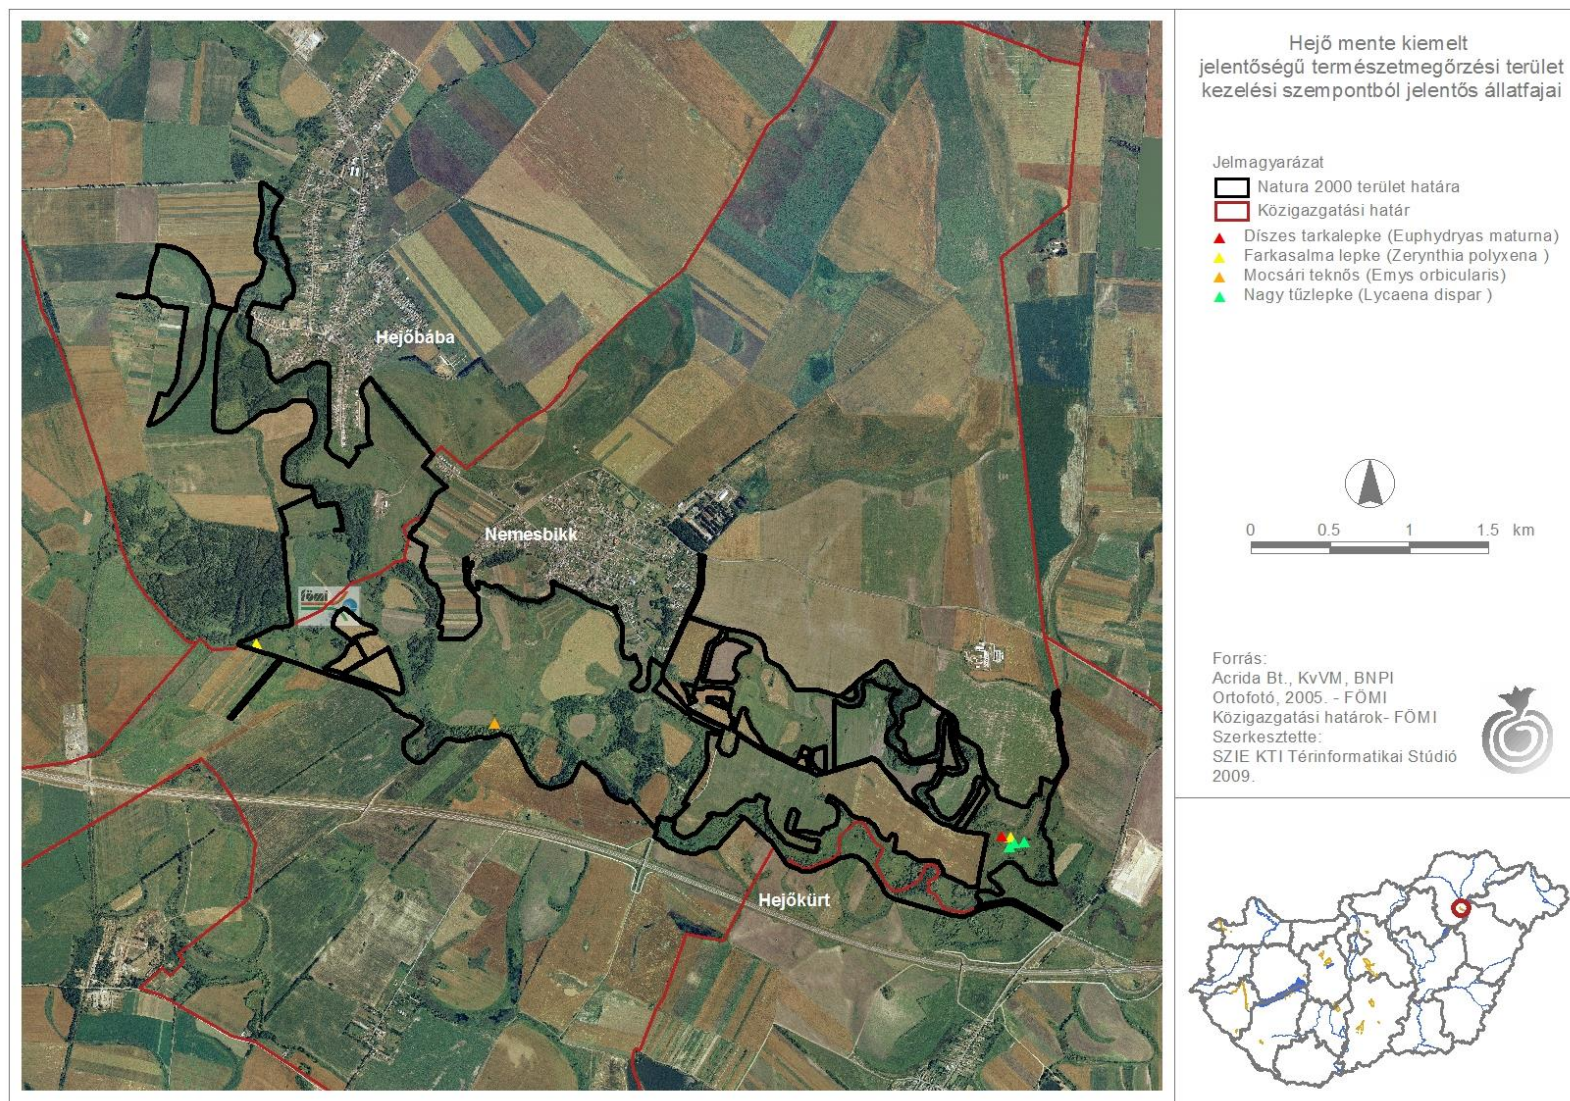 Hejő mente kiemelt
jelentőségű természetmegőrzési terület
kezelési szempontból jelentős állatfajai
Jelmagyarázat
Natura 2000 terület határa
Közigazgatási határ
Díszes tarkalepke (Euphydryas maturna)
Farkasalma lepke (Zerynthia polyxena )
Mocsári teknős (Emys orbicularis)
Nagy tűzlepke (Lycaena dispar )
Hejőbába
Nemesbikk
fömi
Hejőkürt
0 0.5 1 1.5 km
Forrás:
Acrida Bt., KvVM, BNPI
Ortofotó, 2005. - FÖMI
Közigazgatási határok- FÖMI
Szerkesztette:
SZIE KTI Térinformatikai Stúdió
2009.